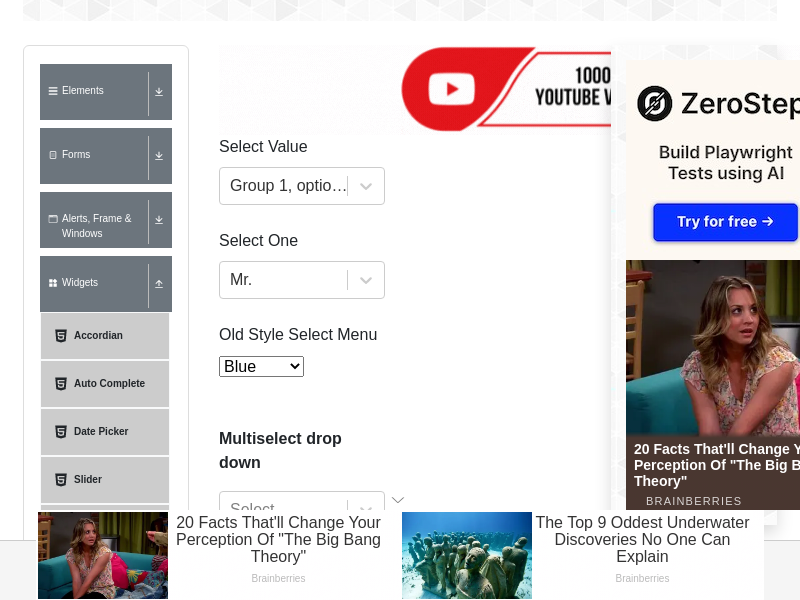 Elements
Forms
Alerts, Frame &
Windows
Widgets
Accordian
Auto Complete
Date Picker
Slider
1000
YOUTUBE V
Select Value
Group 1, optio…
Select One
Mr.
Old Style Select Menu
Blue
Multiselect drop
down
Select...
ZeroStep
Build Playwright
Tests using AI
Try for free →
20 Facts That'll Change Y
Perception Of "The Big B
Theory"
BRAINBERRIES
20 Facts That'll Change Your
Perception Of "The Big Bang
Theory"
Brainberries
The Top 9 Oddest Underwater
Discoveries No One Can
Explain
Brainberries